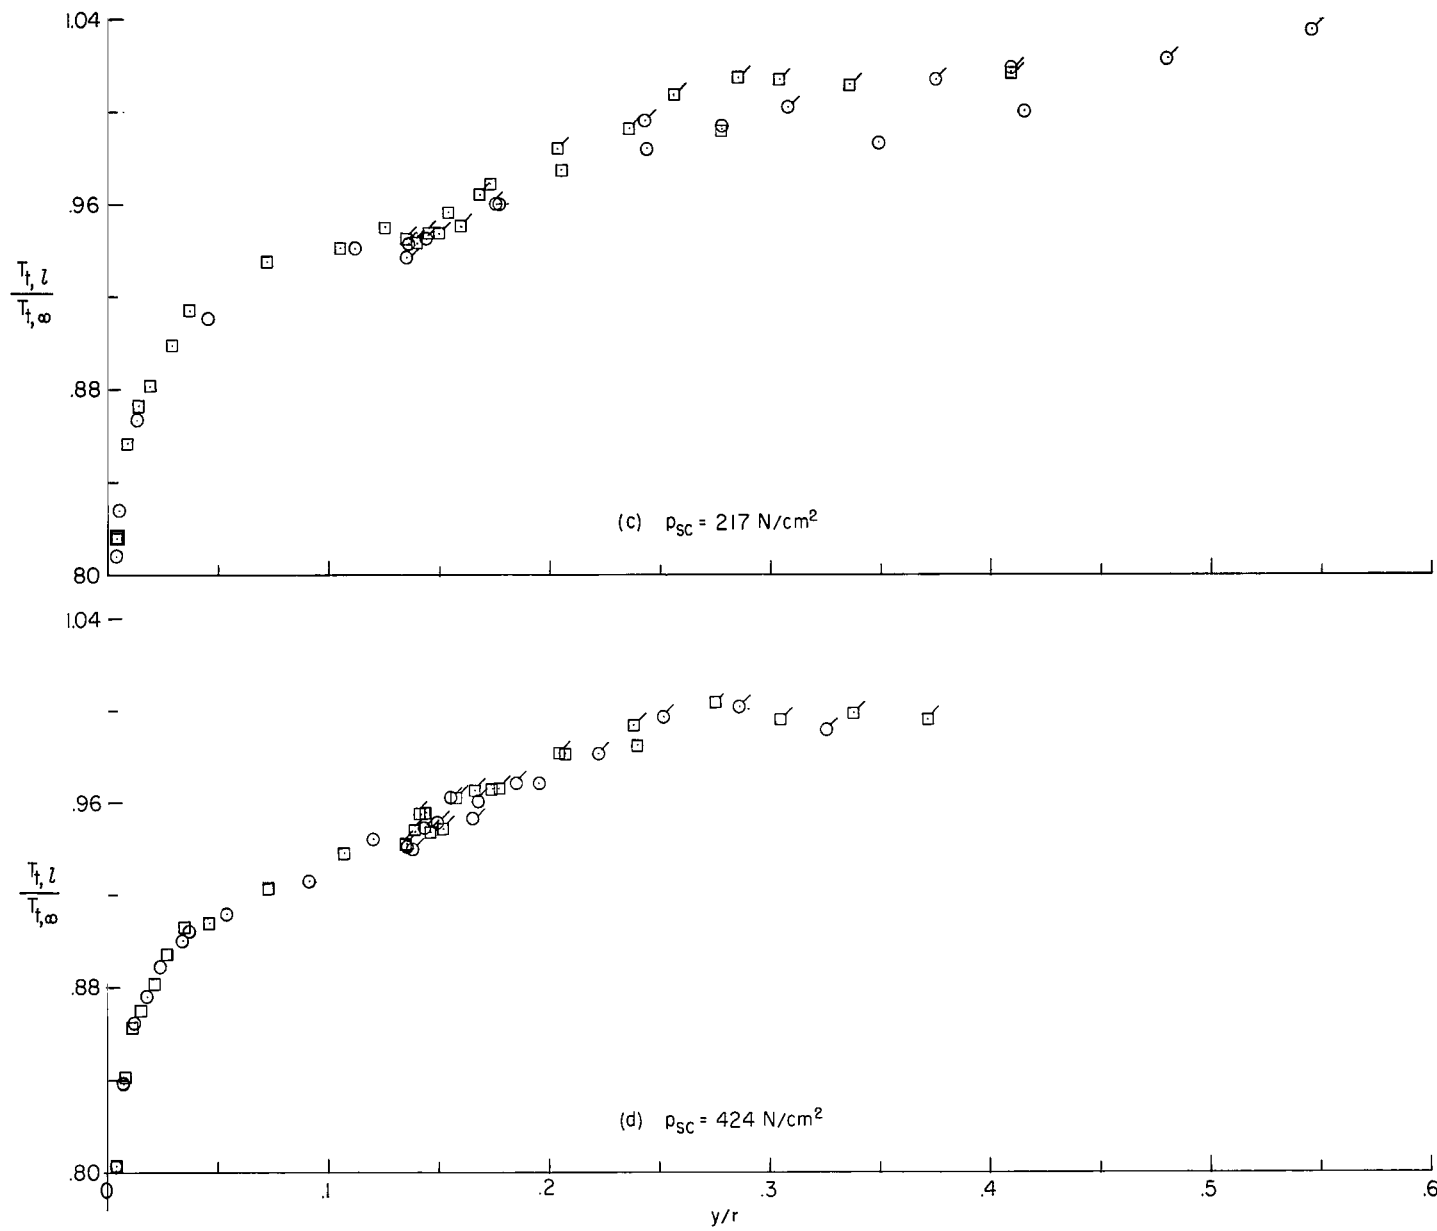 1.04
.96
T_t,l / T_t,∞
.88
(c) p_sc = 217 N/cm²
80
1.04
.96
T_t,l / T_t,∞
.88
(d) p_sc = 424 N/cm²
.80
0 .1 .2 .3 .4 .5 .6
y/r